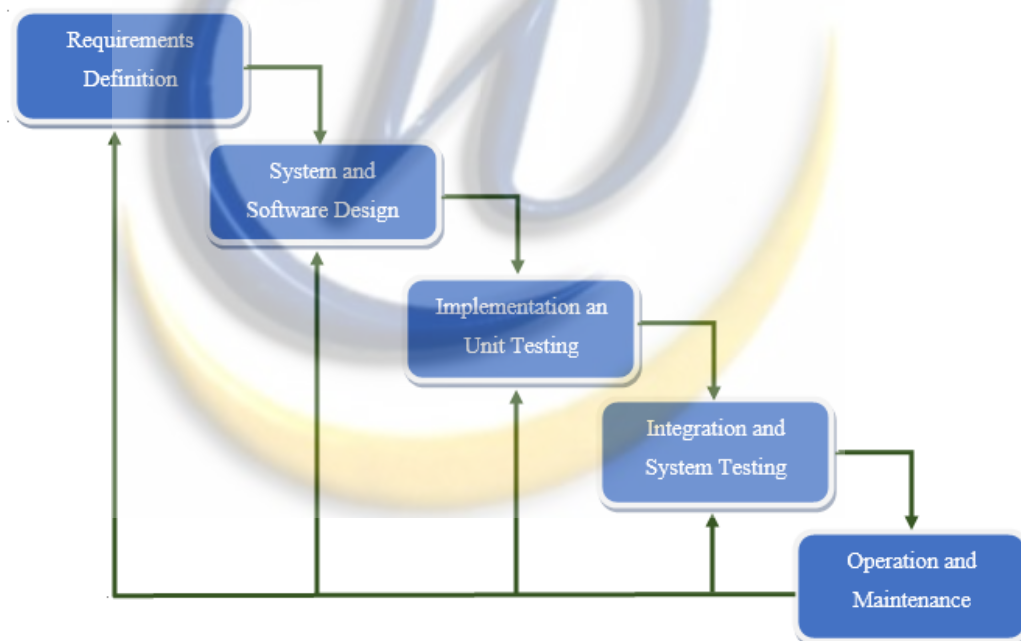 Requirements
Definition
System and
Software Design
Implementation an
Unit Testing
Integration and
System Testing
Operation and
Maintenance